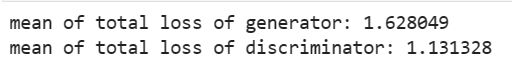 mean of total loss of generator: 1.628049
mean of total loss of discriminator: 1.131328